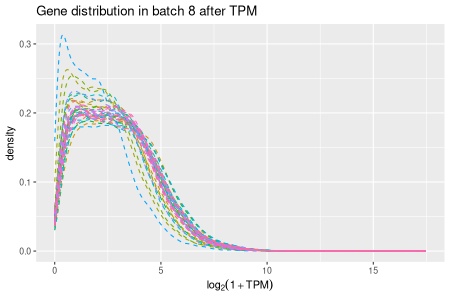 Gene distribution in batch 8 after TPM
0.3
0.2
0.1
0.0
density
0 5 10 15
log₂(1 + TPM)